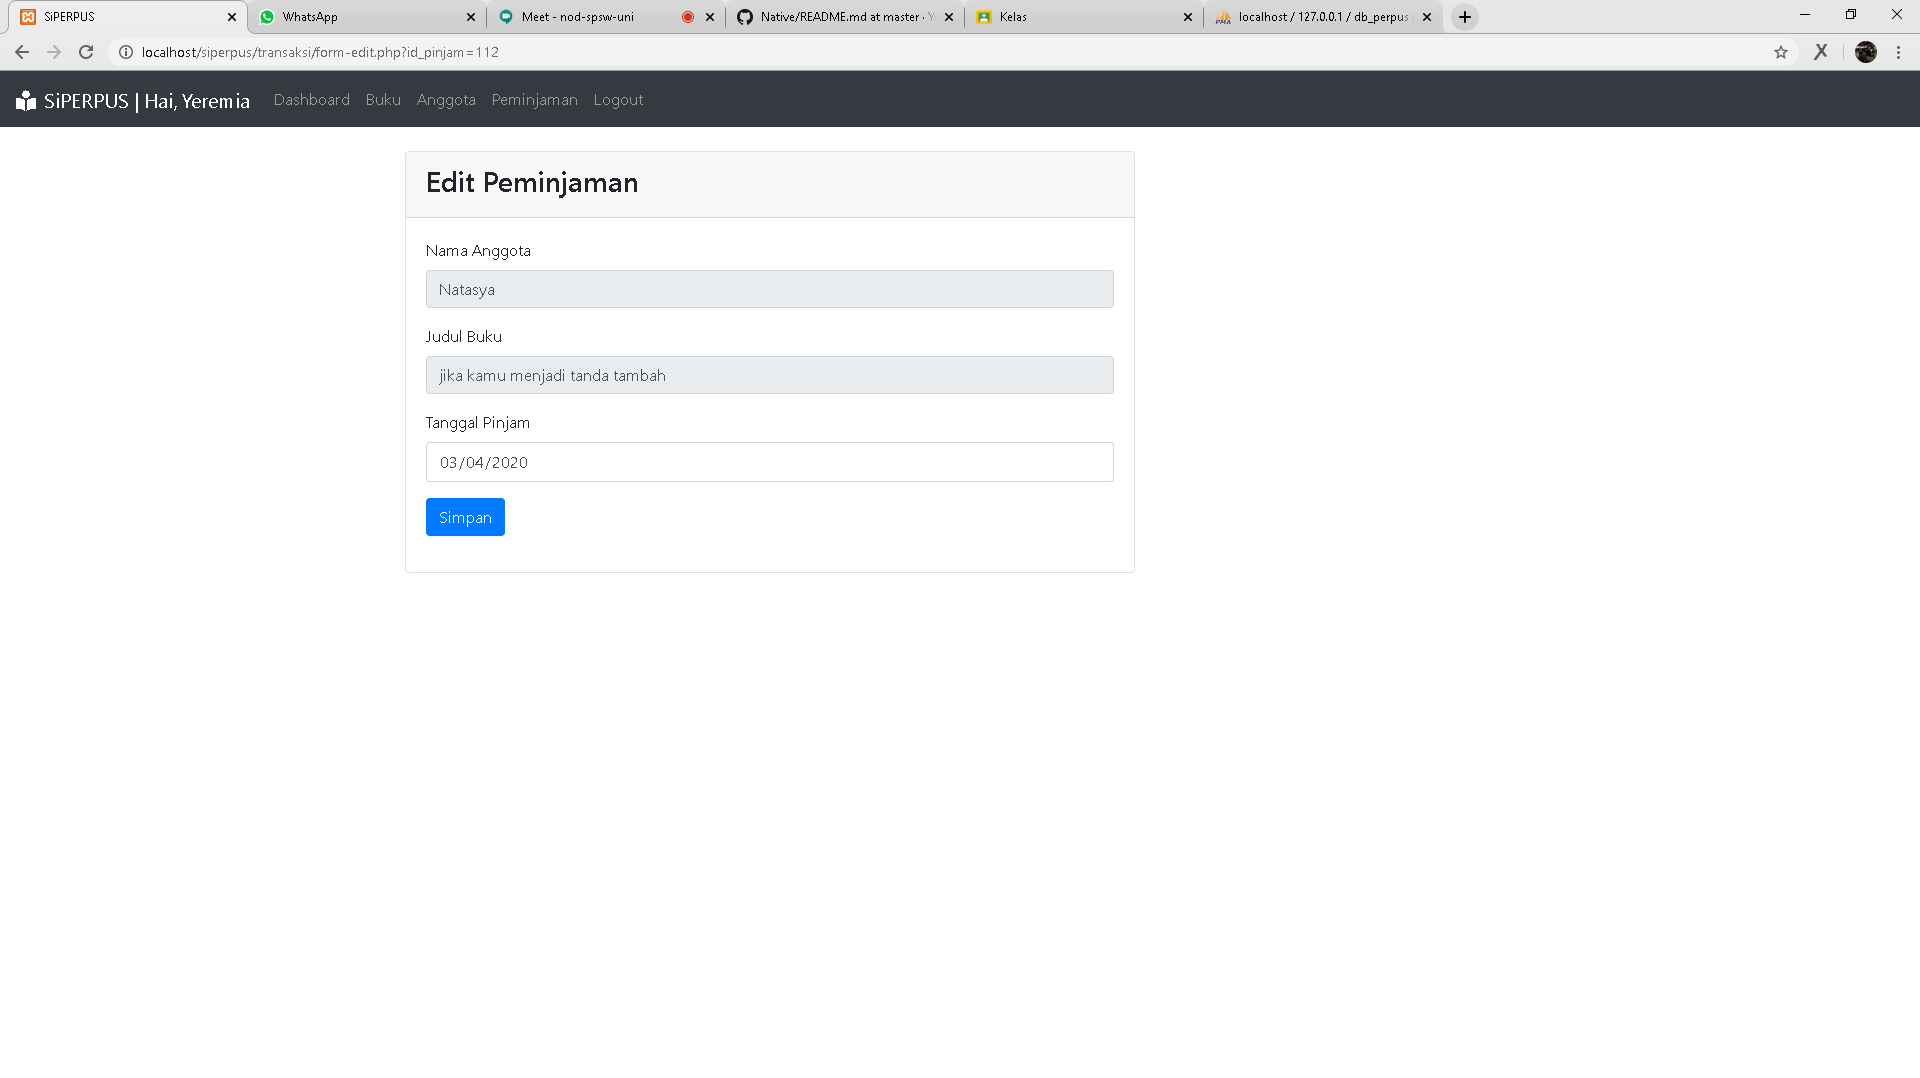 SiPERPUS
WhatsApp
Meet - nod-spsw-uni
Native/README.md at master ·
Kelas
localhost / 127.0.0.1 / db_perpus
localhost/siperpus/transaksi/form-edit.php?id_pinjam=112
SiPERPUS | Hai, Yeremia Dashboard Buku Anggota Peminjaman Logout
Edit Peminjaman
Nama Anggota
Natasya
Judul Buku
jika kamu menjadi tanda tambah
Tanggal Pinjam
03/04/2020
Simpan